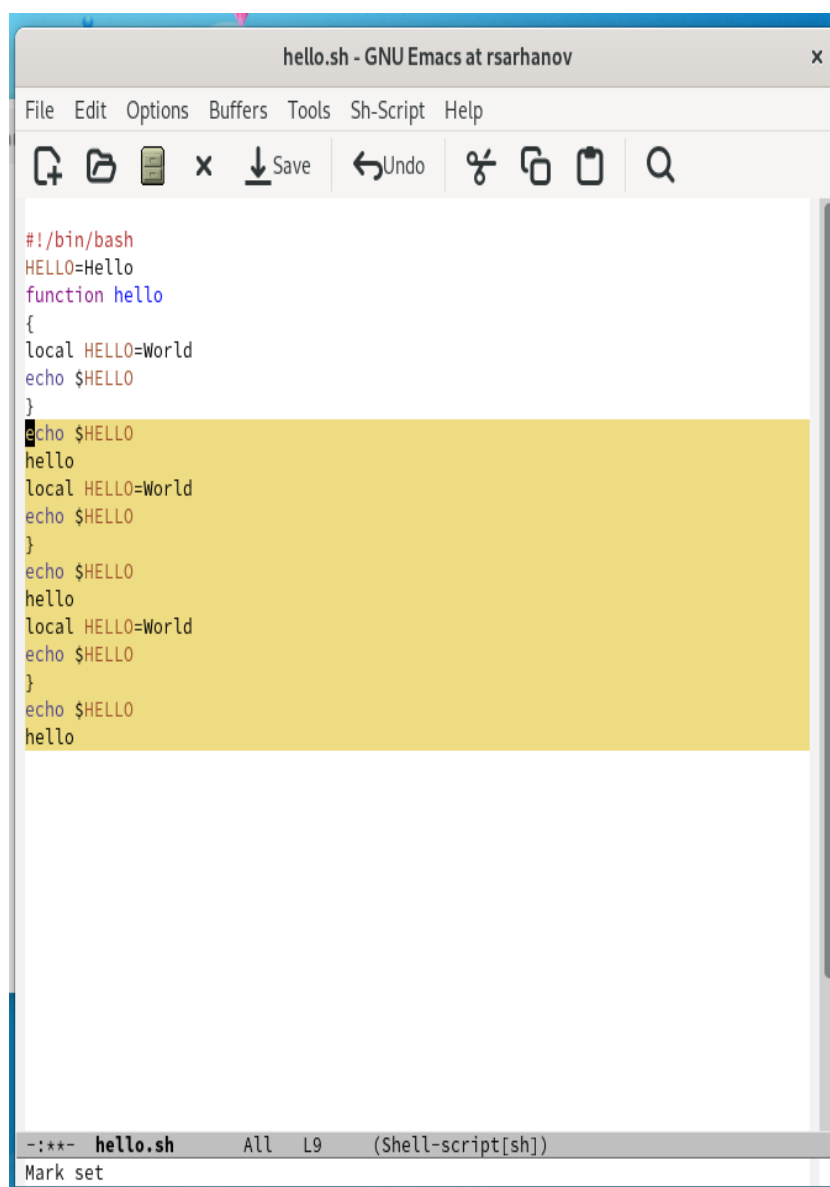 hello.sh - GNU Emacs at rsarhanov
File Edit Options Buffers Tools Sh-Script Help
Save Undo
#!/bin/bash
HELLO=Hello
function hello
{
local HELLO=World
echo $HELLO
}
echo $HELLO
hello
local HELLO=World
echo $HELLO
}
echo $HELLO
hello
local HELLO=World
echo $HELLO
}
echo $HELLO
hello
-:**- hello.sh All L9 (Shell-script[sh])
Mark set